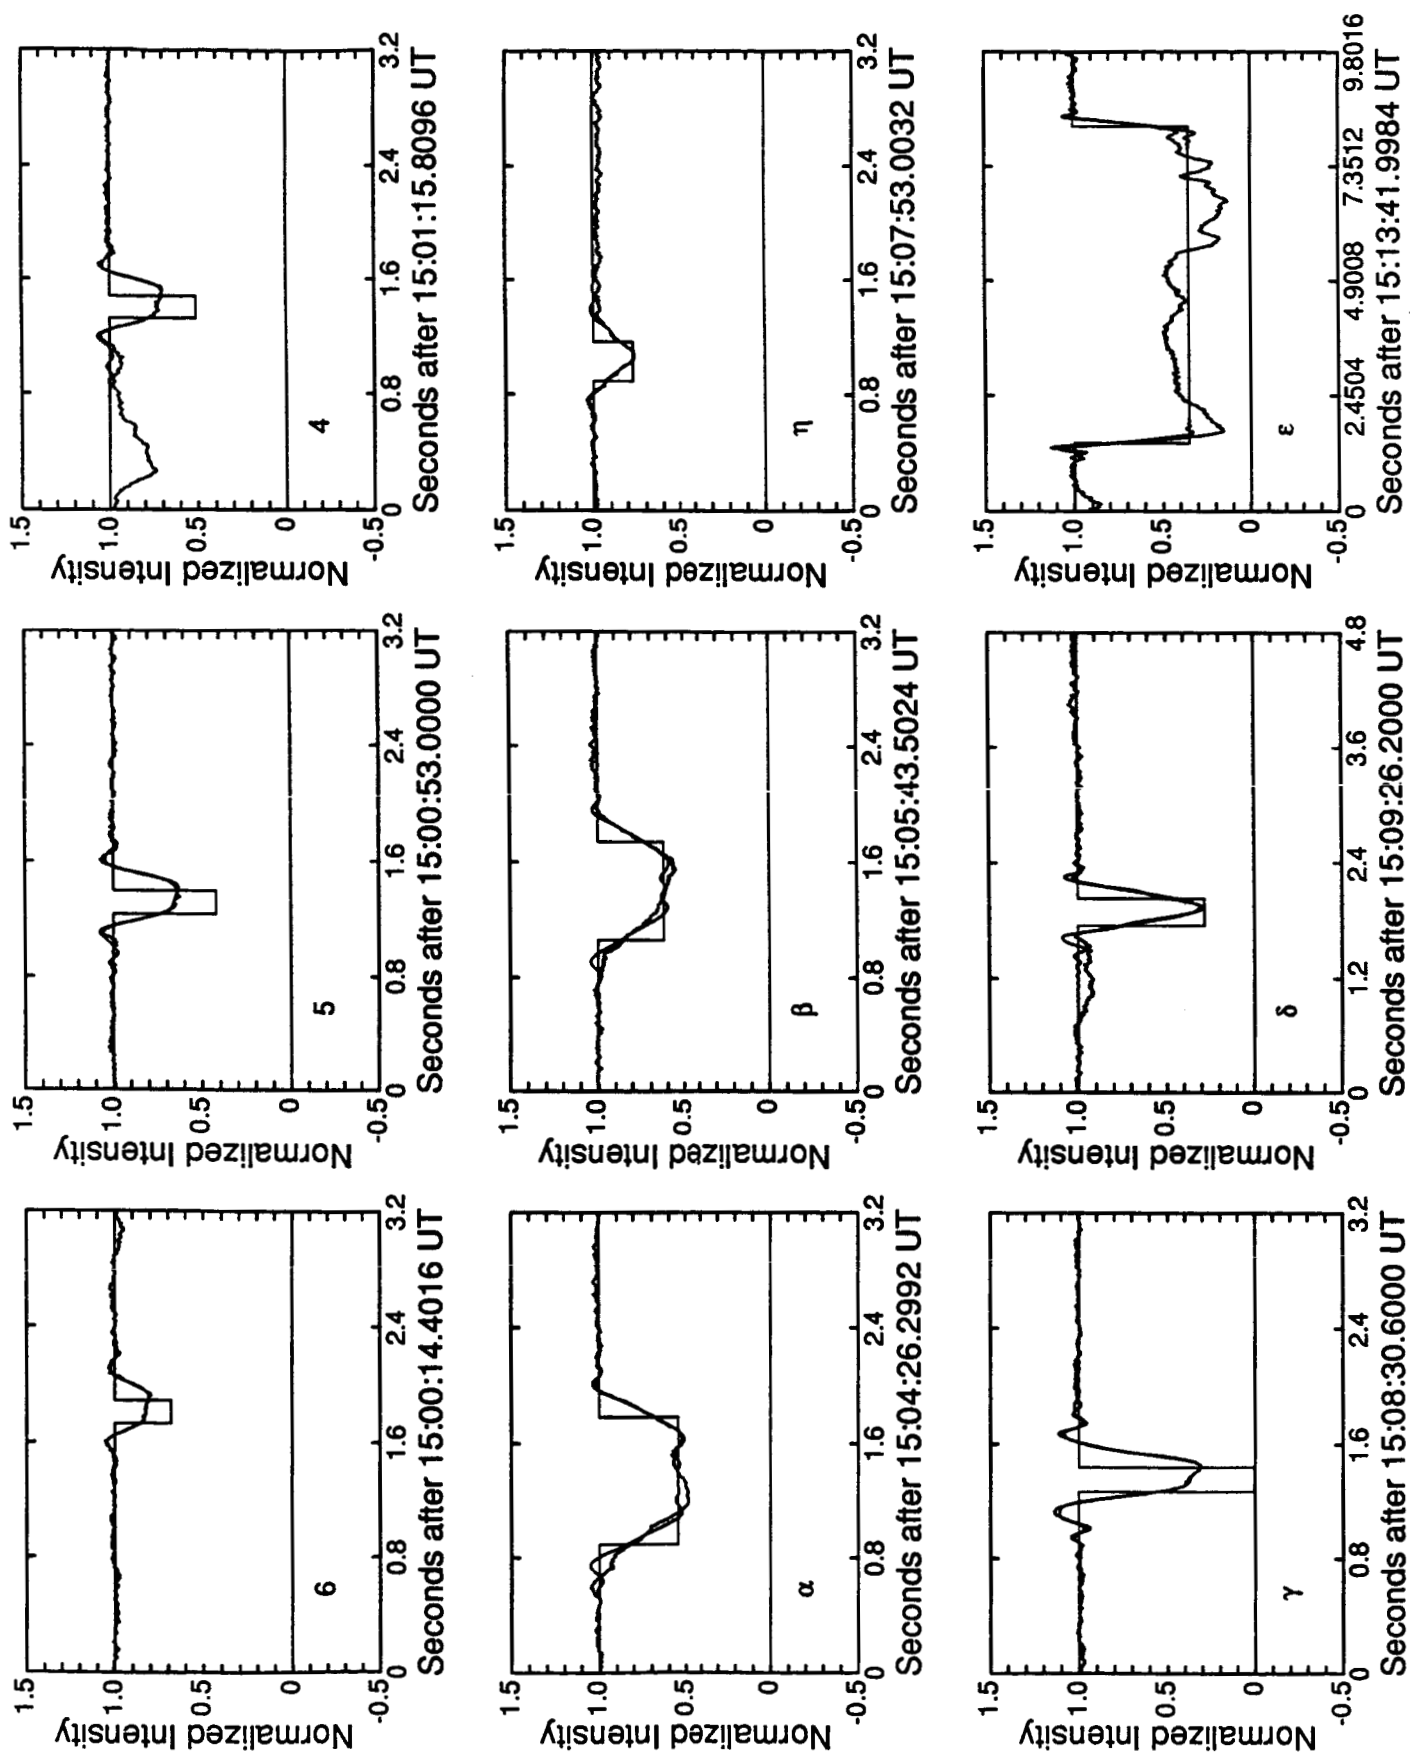 Normalized Intensity
1.5
1.0
0.5
0
-0.5
6
0 0.8 1.6 2.4 3.2
Seconds after 15:00:14.4016 UT
Normalized Intensity
1.5
1.0
0.5
0
-0.5
5
0 0.8 1.6 2.4 3.2
Seconds after 15:00:53.0000 UT
Normalized Intensity
1.5
1.0
0.5
0
-0.5
4
0 0.8 1.6 2.4 3.2
Seconds after 15:01:15.8096 UT
Normalized Intensity
1.5
1.0
0.5
0
-0.5
α
0 0.8 1.6 2.4 3.2
Seconds after 15:04:26.2992 UT
Normalized Intensity
1.5
1.0
0.5
0
-0.5
β
0 0.8 1.6 2.4 3.2
Seconds after 15:05:43.5024 UT
Normalized Intensity
1.5
1.0
0.5
0
-0.5
η
0 0.8 1.6 2.4 3.2
Seconds after 15:07:53.0032 UT
Normalized Intensity
1.5
1.0
0.5
0
-0.5
γ
0 0.8 1.6 2.4 3.2
Seconds after 15:08:30.6000 UT
Normalized Intensity
1.5
1.0
0.5
0
-0.5
δ
0 1.2 2.4 3.6 4.8
Seconds after 15:09:26.2000 UT
Normalized Intensity
1.5
1.0
0.5
0
-0.5
ε
0 2.4504 4.9008 7.3512 9.8016
Seconds after 15:13:41.9984 UT